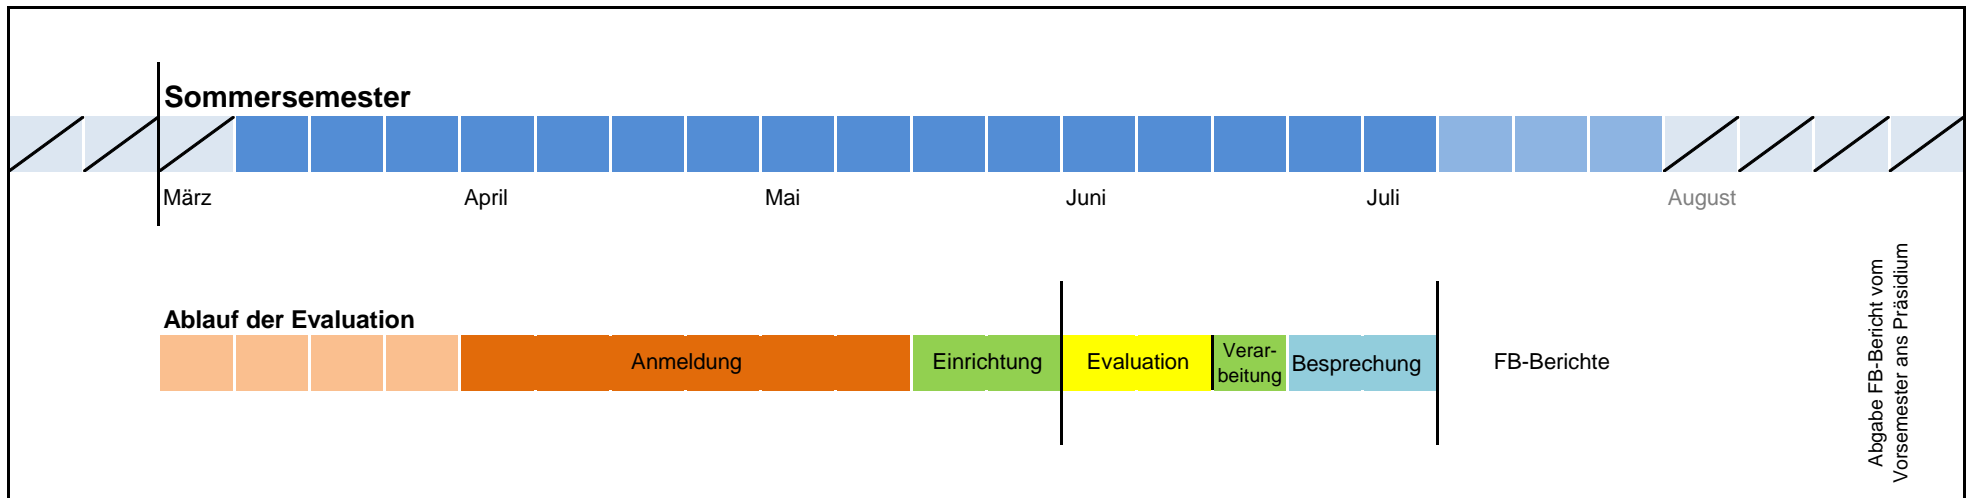 Sommersemester
März
April
Mai
Juni
Juli
August
Ablauf der Evaluation
Anmeldung
Einrichtung
Evaluation
Verar-
beitung
Besprechung
FB-Berichte
Abgabe FB-Bericht vom
Vorsemester ans Präsidium